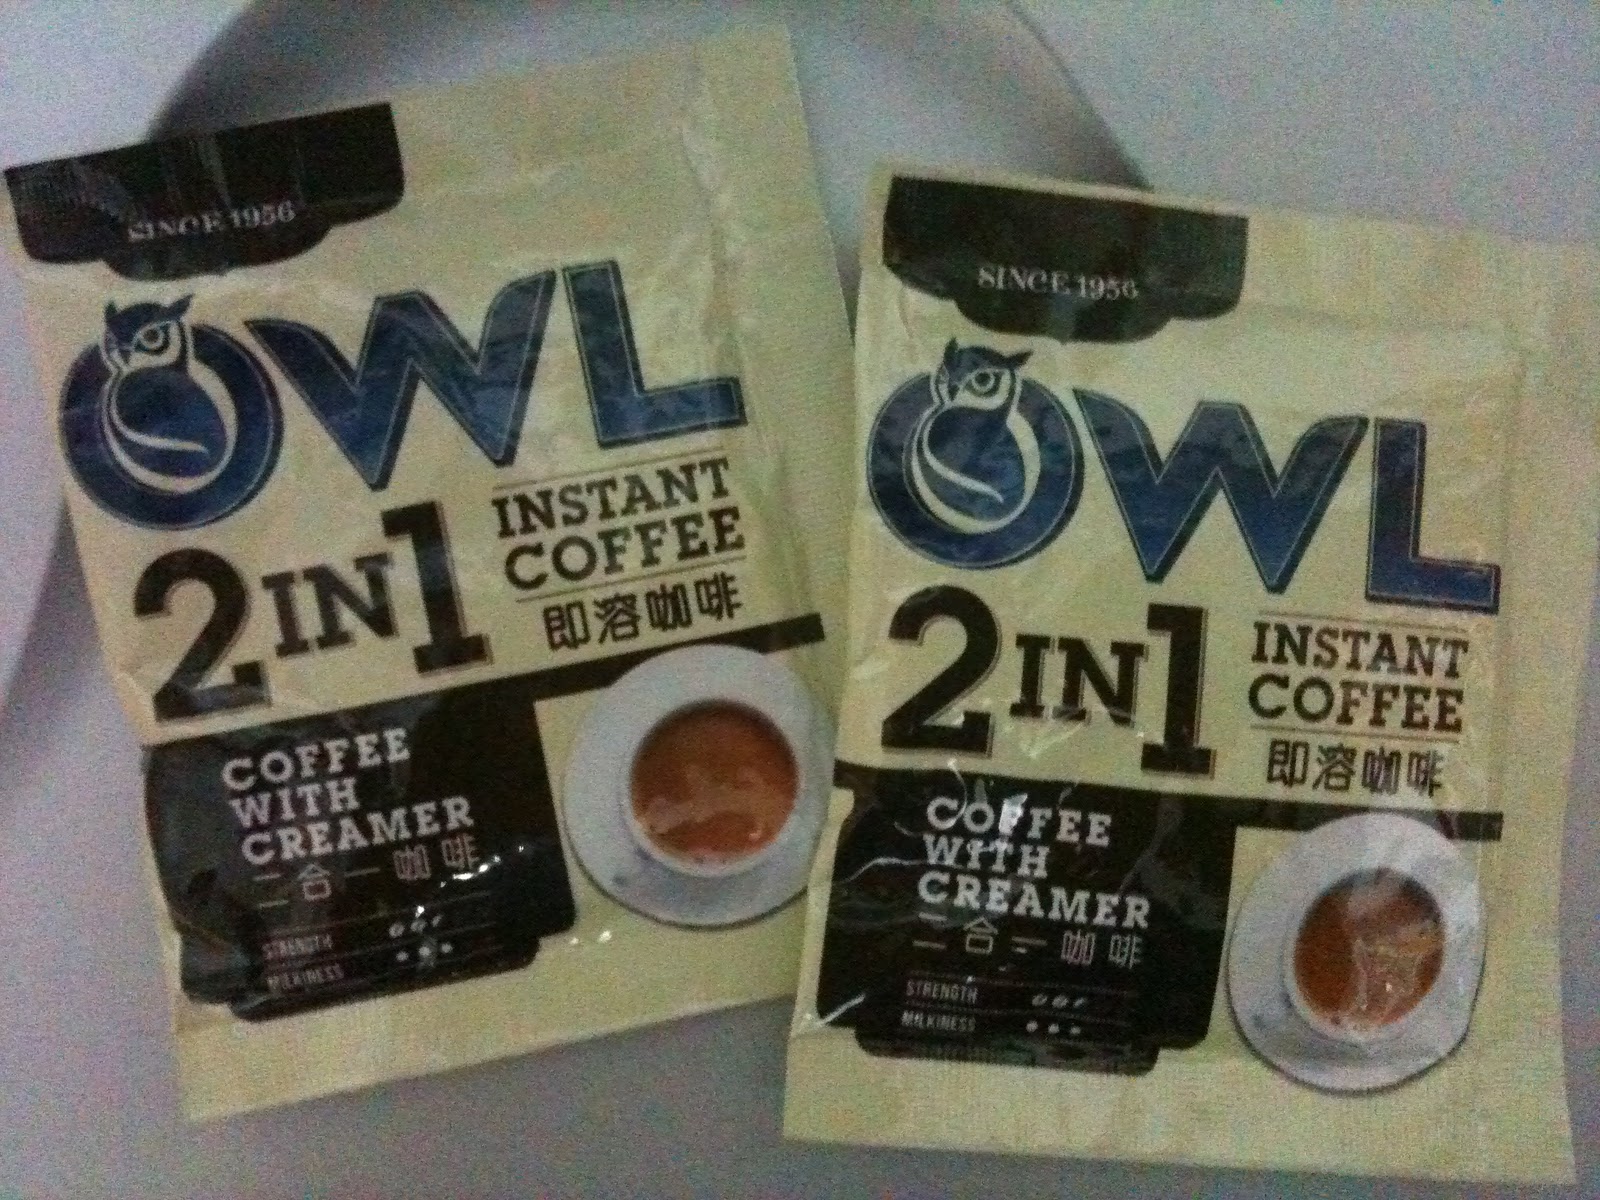 SINCE 1956
OWL
2 IN 1
INSTANT
COFFEE
即溶咖啡
COFFEE
WITH
CREAMER
二合一咖啡
STRENGTH
MILKINESS
SINCE 1956
OWL
2 IN 1
INSTANT
COFFEE
即溶咖啡
COFFEE
WITH
CREAMER
二合一咖啡
STRENGTH
MILKINESS